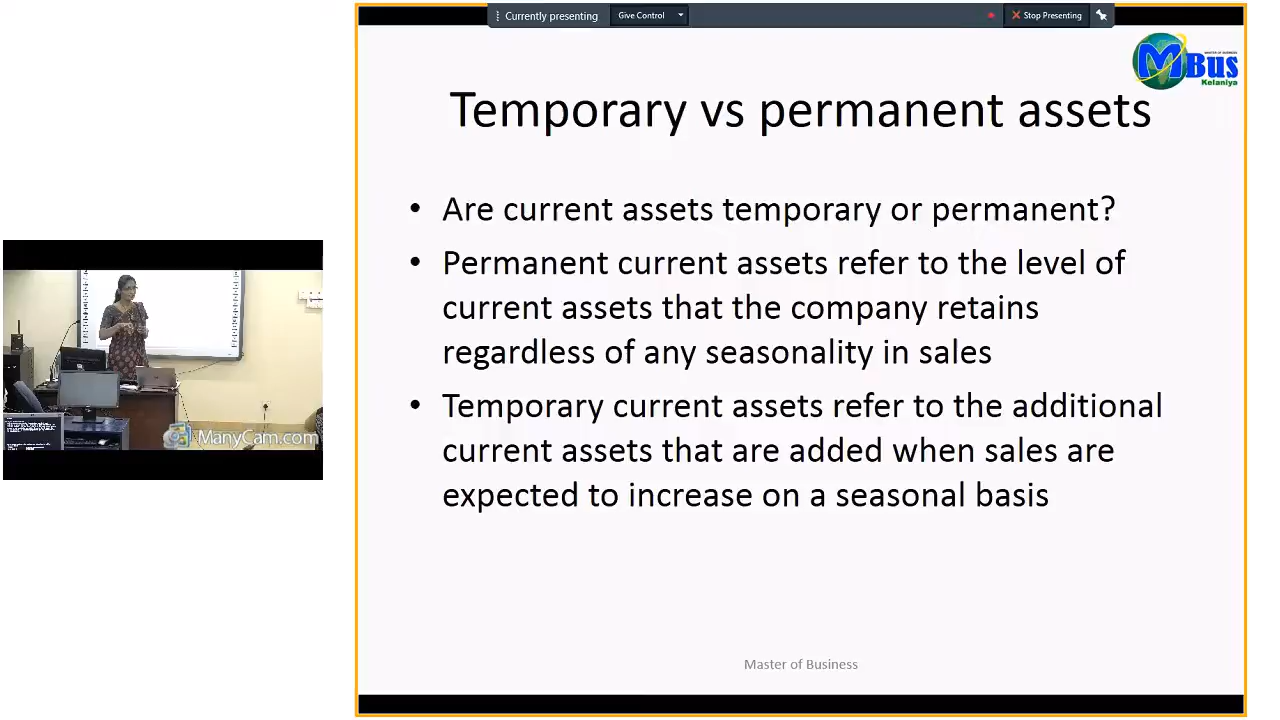 Currently presenting Give Control Stop Presenting
MASTER OF BUSINESS
MBus
Kelaniya
Temporary vs permanent assets
• Are current assets temporary or permanent?
• Permanent current assets refer to the level of
current assets that the company retains
regardless of any seasonality in sales
• Temporary current assets refer to the additional
current assets that are added when sales are
expected to increase on a seasonal basis
ManyCam.com
Master of Business